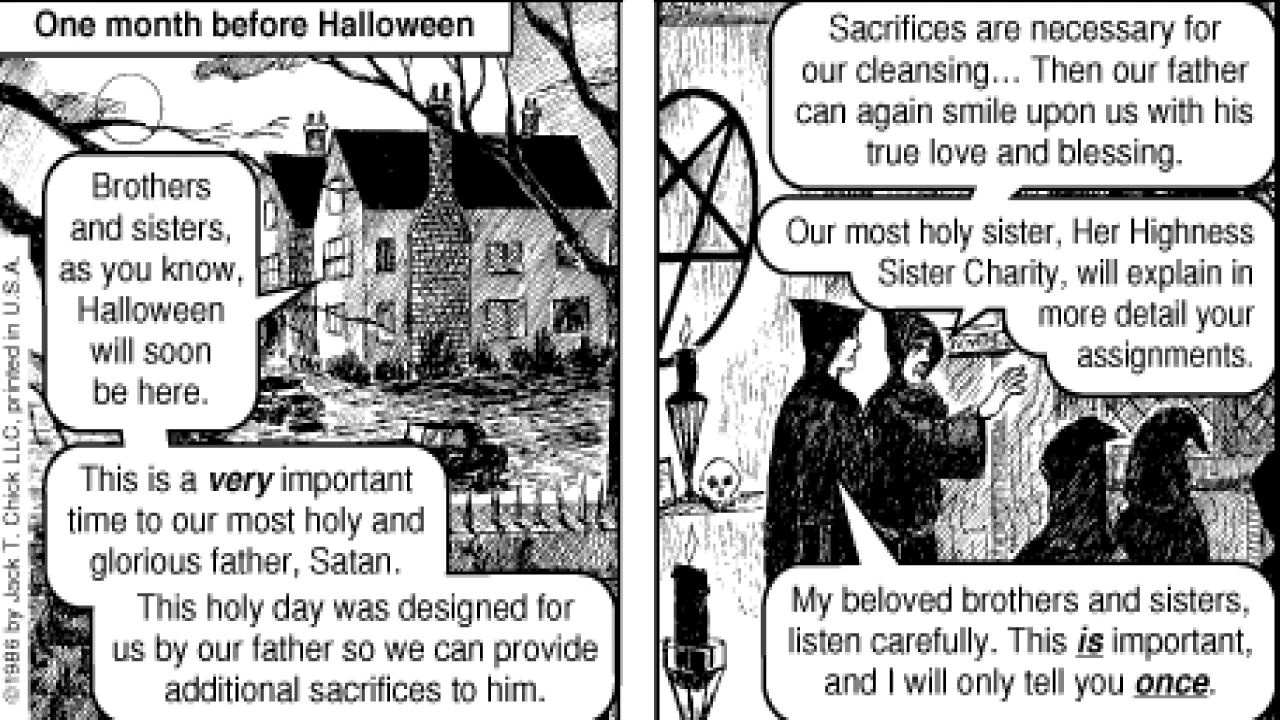 One month before Halloween
Brothers
and sisters,
as you know,
Halloween
will soon
be here.
This is a very important
time to our most holy and
glorious father, Satan.
This holy day was designed for
us by our father so we can provide
additional sacrifices to him.
©1986 by Jack T. Chick LLC, printed in U.S.A.
Sacrifices are necessary for
our cleansing... Then our father
can again smile upon us with his
true love and blessing.
Our most holy sister, Her Highness
Sister Charity, will explain in
more detail your
assignments.
My beloved brothers and sisters,
listen carefully. This is important,
and I will only tell you once.